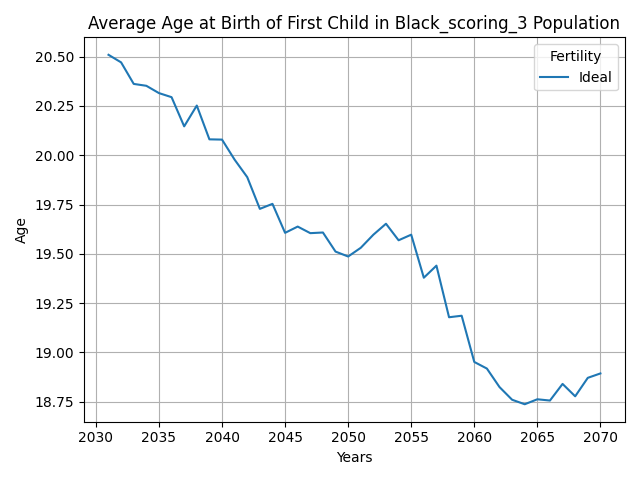 Average Age at Birth of First Child in Black_scoring_3 Population
Fertility
Ideal
20.50
20.25
20.00
19.75
19.50
19.25
19.00
18.75
Age
2030 2035 2040 2045 2050 2055 2060 2065 2070
Years